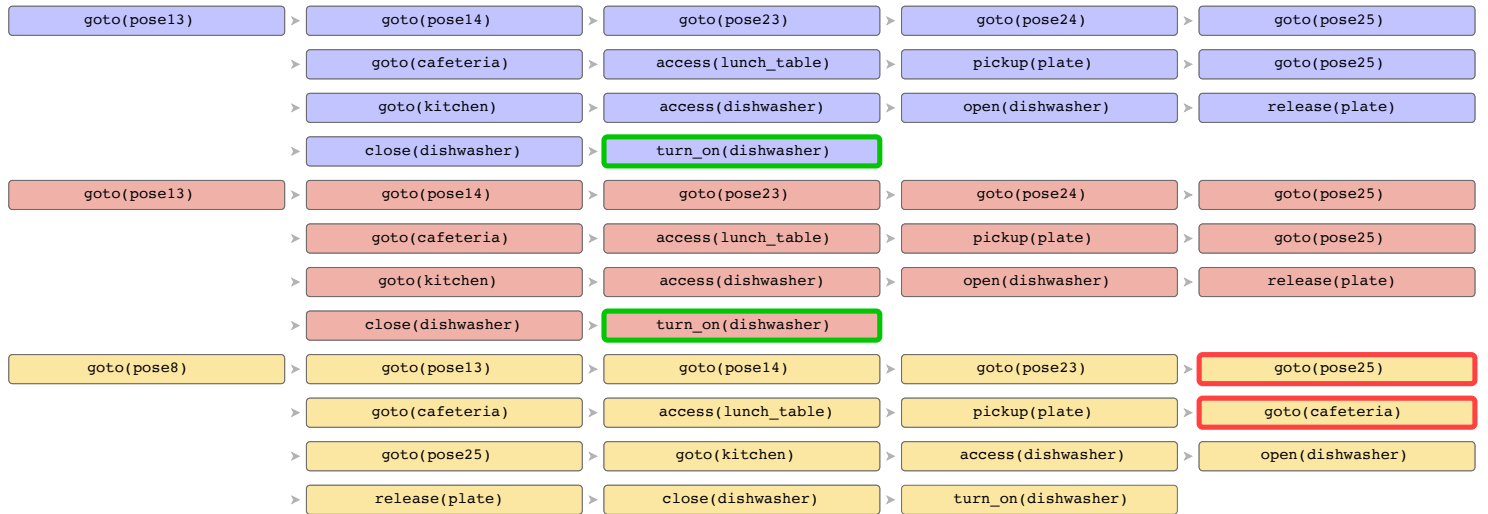 goto(pose13) goto(pose14) goto(pose23) goto(pose24) goto(pose25)
goto(cafeteria) access(lunch_table) pickup(plate) goto(pose25)
goto(kitchen) access(dishwasher) open(dishwasher) release(plate)
close(dishwasher) turn_on(dishwasher)
goto(pose13) goto(pose14) goto(pose23) goto(pose24) goto(pose25)
goto(cafeteria) access(lunch_table) pickup(plate) goto(pose25)
goto(kitchen) access(dishwasher) open(dishwasher) release(plate)
close(dishwasher) turn_on(dishwasher)
goto(pose8) goto(pose13) goto(pose14) goto(pose23) goto(pose25)
goto(cafeteria) access(lunch_table) pickup(plate) goto(cafeteria)
goto(pose25) goto(kitchen) access(dishwasher) open(dishwasher)
release(plate) close(dishwasher) turn_on(dishwasher)